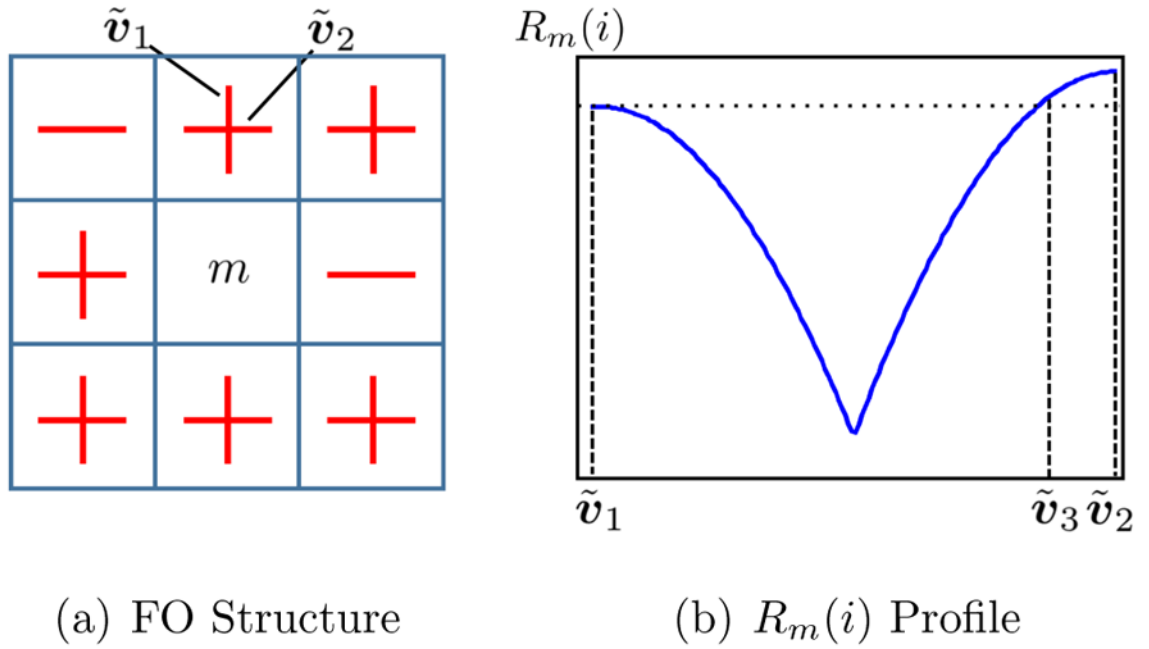 ṽ₁ ṽ₂
m
(a) FO Structure
Rₘ(i)
ṽ₁ ṽ₃ ṽ₂
(b) Rₘ(i) Profile